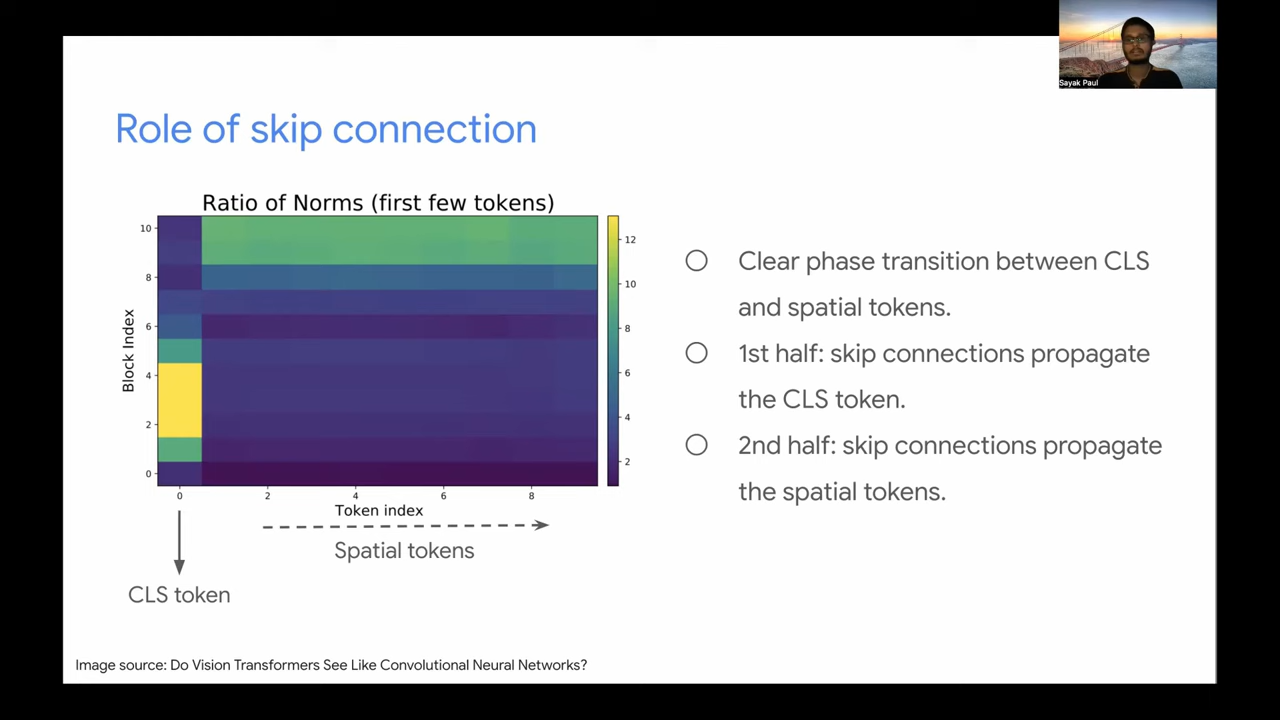 Sayak Paul
Role of skip connection
Ratio of Norms (first few tokens)
Block Index
10
8
6
4
2
0
0 2 4 6 8
Token index
12
10
8
6
4
2
Spatial tokens
CLS token
Clear phase transition between CLS
and spatial tokens.
1st half: skip connections propagate
the CLS token.
2nd half: skip connections propagate
the spatial tokens.
Image source: Do Vision Transformers See Like Convolutional Neural Networks?